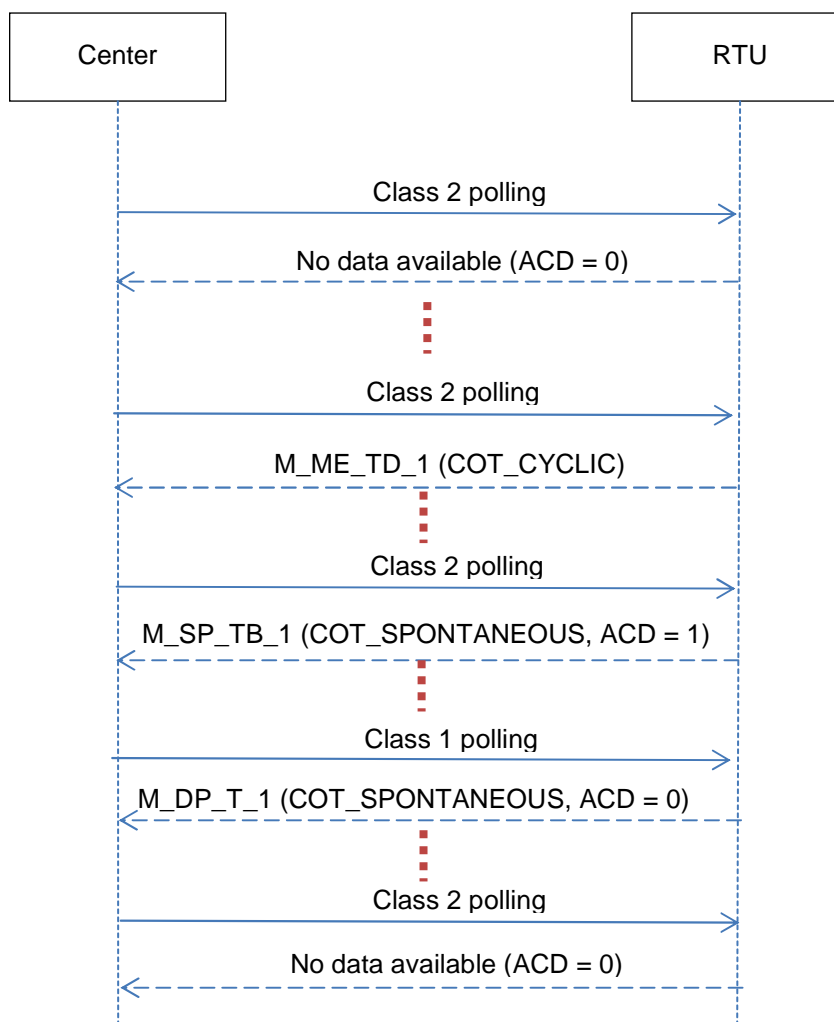 Center
RTU
Class 2 polling
No data available (ACD = 0)
Class 2 polling
M_ME_TD_1 (COT_CYCLIC)
Class 2 polling
M_SP_TB_1 (COT_SPONTANEOUS, ACD = 1)
Class 1 polling
M_DP_T_1 (COT_SPONTANEOUS, ACD = 0)
Class 2 polling
No data available (ACD = 0)